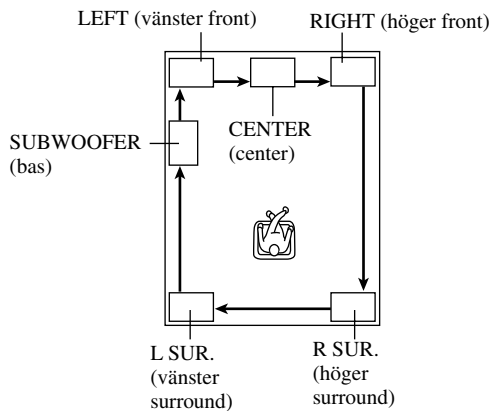 LEFT (vänster front)
RIGHT (höger front)
CENTER
(center)
SUBWOOFER
(bas)
L SUR.
(vänster
surround)
R SUR.
(höger
surround)